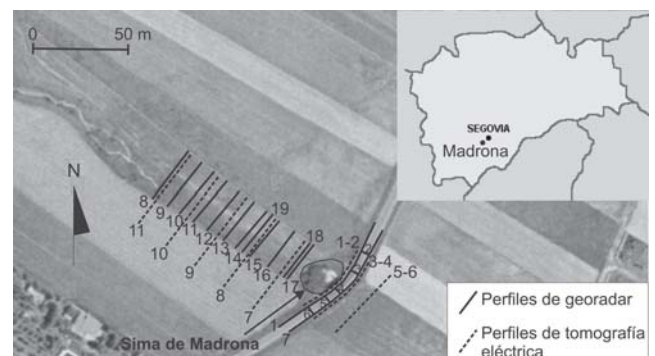 0 50 m
N
SEGOVIA
Madrona
8
9
10
11
12
13
14
15
16
17
18
19
11
10
9
8
7
1-2
2
3-4
5-6
1
7
Sima de Madrona
Perfiles de georadar
Perfiles de tomografía
eléctrica